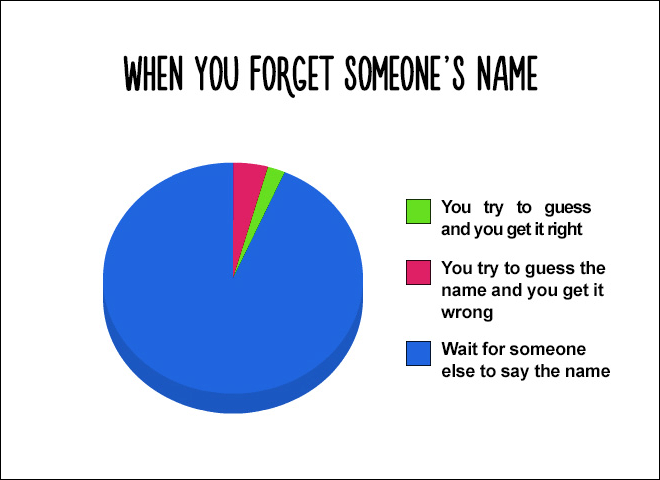 WHEN YOU FORGET SOMEONE'S NAME
You try to guess
and you get it right
You try to guess the
name and you get it
wrong
Wait for someone
else to say the name